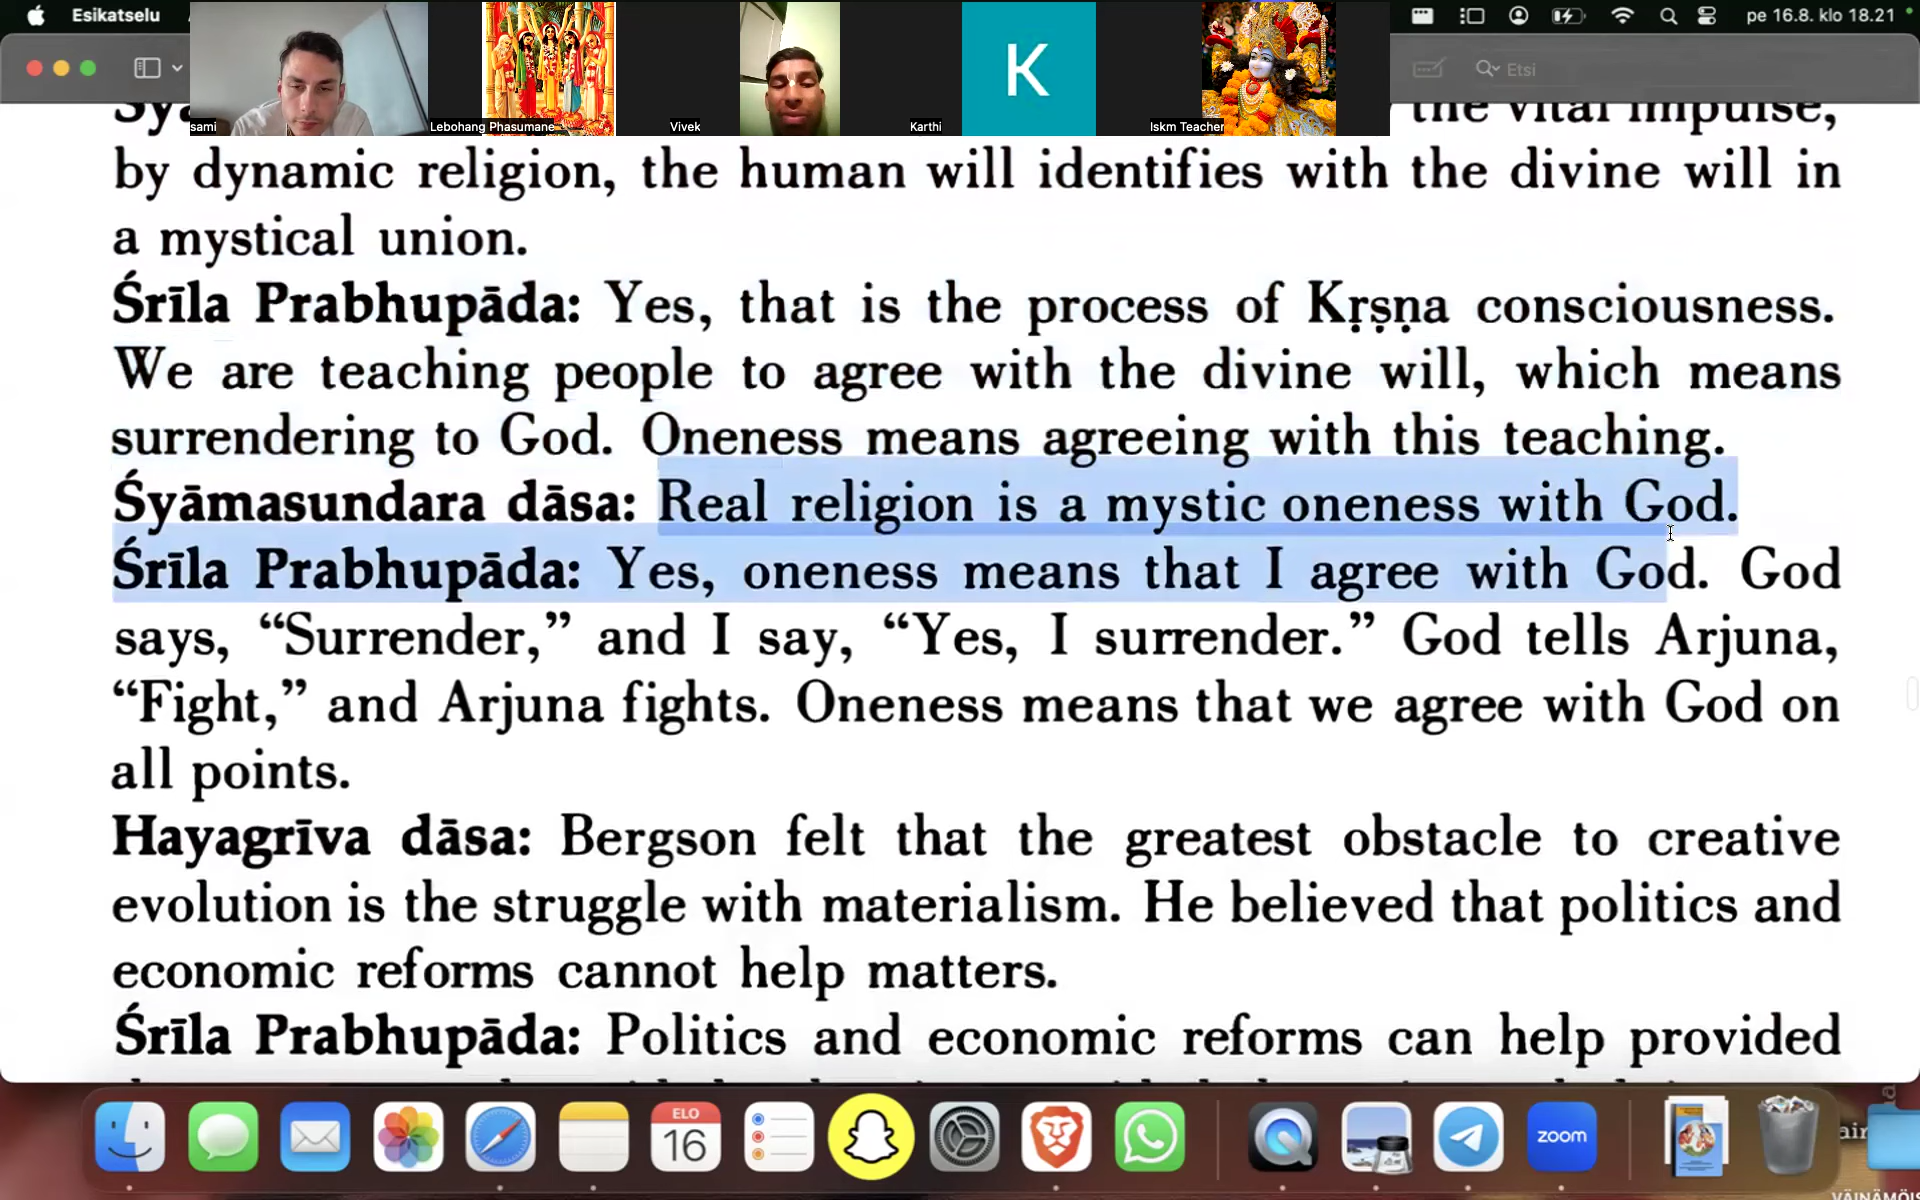 Esikatselu
pe 16.8. klo 18.21
Etsi
sami
Lebohang Phasumane
Vivek
Karthi
K
Iskm Teacher
the vital impulse,
by dynamic religion, the human will identifies with the divine will in
a mystical union.
Śrīla Prabhupāda: Yes, that is the process of Kṛṣṇa consciousness.
We are teaching people to agree with the divine will, which means
surrendering to God. Oneness means agreeing with this teaching.
Śyāmasundara dāsa: Real religion is a mystic oneness with God.
Śrīla Prabhupāda: Yes, oneness means that I agree with God. God
says, “Surrender,” and I say, “Yes, I surrender.” God tells Arjuna,
“Fight,” and Arjuna fights. Oneness means that we agree with God on
all points.
Hayagrīva dāsa: Bergson felt that the greatest obstacle to creative
evolution is the struggle with materialism. He believed that politics and
economic reforms cannot help matters.
Śrīla Prabhupāda: Politics and economic reforms can help provided
ELO
16
zoom